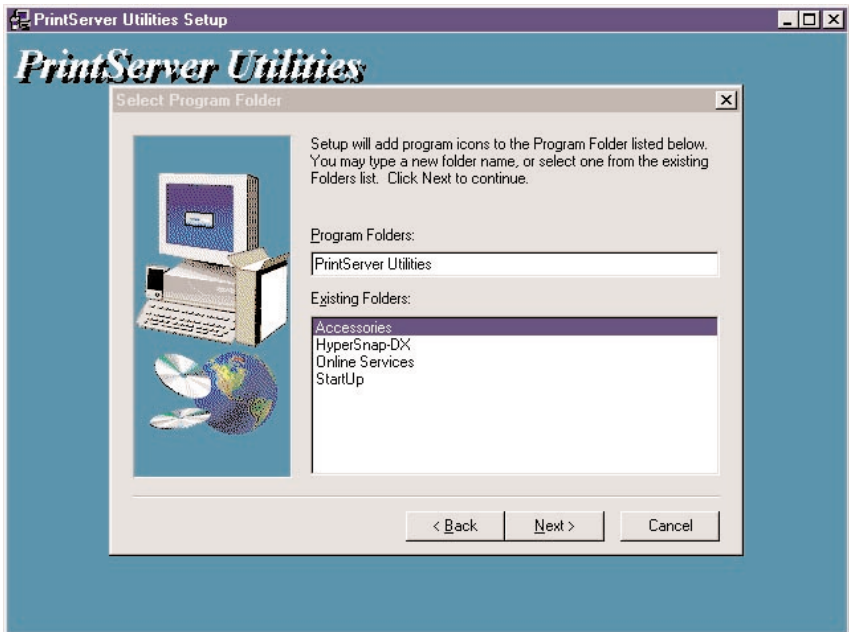 PrintServer Utilities Setup
PrintServer Utilities
Select Program Folder
Setup will add program icons to the Program Folder listed below.
You may type a new folder name, or select one from the existing
Folders list. Click Next to continue.
Program Folders:
PrintServer Utilities
Existing Folders:
Accessories
HyperSnap-DX
Online Services
StartUp
< Back
Next >
Cancel